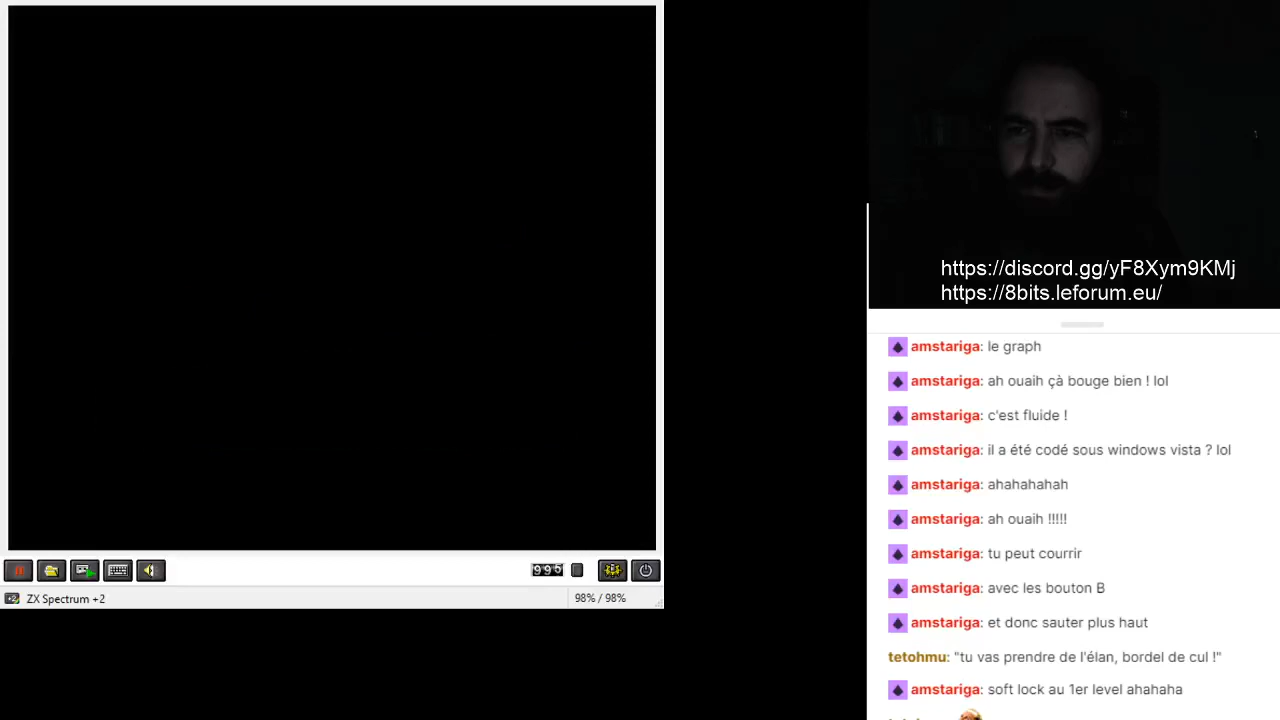 https://discord.gg/yF8Xym9KMj
https://8bits.leforum.eu/
amstariga: le graph
amstariga: ah ouaih çà bouge bien ! lol
amstariga: c'est fluide !
amstariga: il a été codé sous windows vista ? lol
amstariga: ahahahahah
amstariga: ah ouaih !!!!!
amstariga: tu peut courrir
amstariga: avec les bouton B
amstariga: et donc sauter plus haut
tetohmu: "tu vas prendre de l'élan, bordel de cul !"
amstariga: soft lock au 1er level ahahaha
995
ZX Spectrum +2
98% / 98%